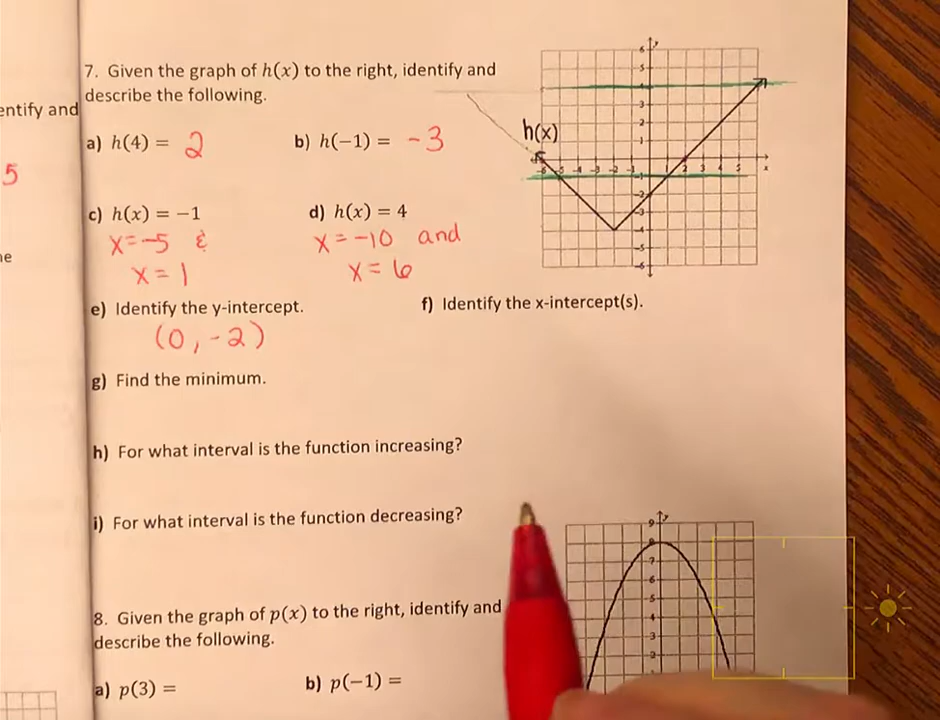 7. Given the graph of h(x) to the right, identify and
describe the following.
entify and
a) h(4) = 2
b) h(-1) = -3
5
c) h(x) = -1
x=-5 &
x=1
d) h(x) = 4
x=-10 and
x=6
e) Identify the y-intercept.
(0,-2)
f) Identify the x-intercept(s).
g) Find the minimum.
h) For what interval is the function increasing?
i) For what interval is the function decreasing?
h(x)
8. Given the graph of p(x) to the right, identify and
describe the following.
a) p(3) =
b) p(-1) =